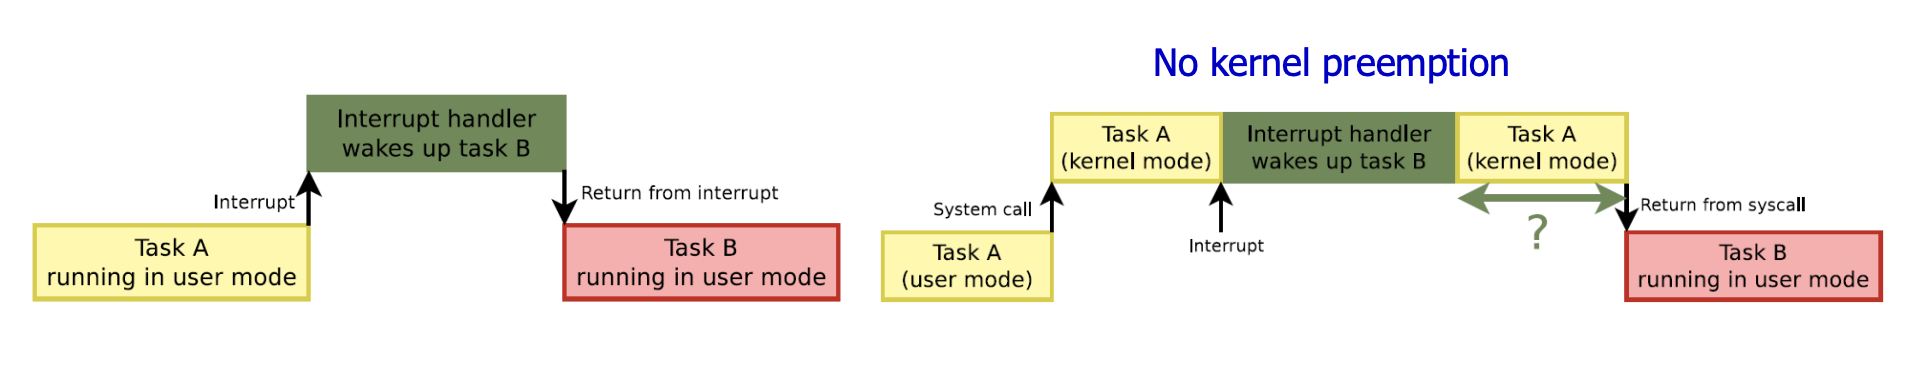 No kernel preemption
Interrupt handler
wakes up task B
Interrupt
Return from interrupt
Task A
running in user mode
Task B
running in user mode
Task A
(kernel mode)
Interrupt handler
wakes up task B
Task A
(kernel mode)
System call
Interrupt
?
Return from syscall
Task A
(user mode)
Task B
running in user mode